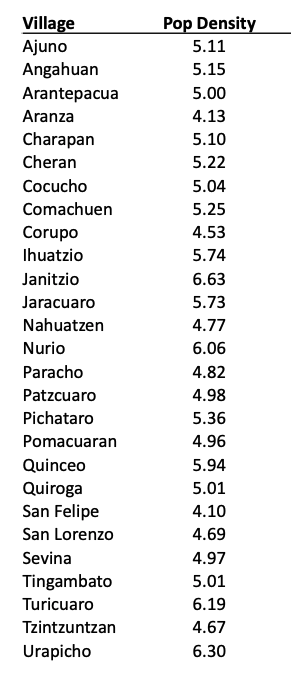 Village Pop Density
Ajuno 5.11
Angahuan 5.15
Arantepacua 5.00
Aranza 4.13
Charapan 5.10
Cheran 5.22
Cocucho 5.04
Comachuen 5.25
Corupo 4.53
Ihuatzio 5.74
Janitzio 6.63
Jaracuaro 5.73
Nahuatzen 4.77
Nurio 6.06
Paracho 4.82
Patzcuaro 4.98
Pichataro 5.36
Pomacuaran 4.96
Quinceo 5.94
Quiroga 5.01
San Felipe 4.10
San Lorenzo 4.69
Sevina 4.97
Tingambato 5.01
Turicuaro 6.19
Tzintzuntzan 4.67
Urapicho 6.30